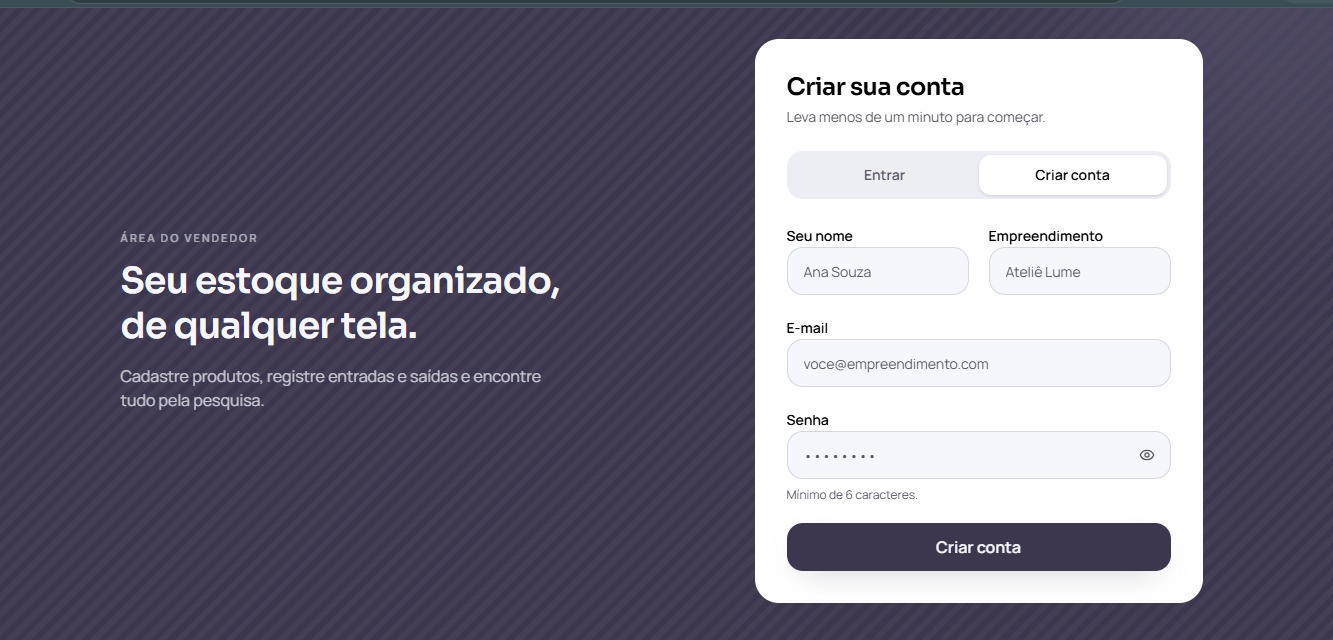 ÁREA DO VENDEDOR
Seu estoque organizado,
de qualquer tela.
Cadastre produtos, registre entradas e saídas e encontre
tudo pela pesquisa.
Criar sua conta
Leva menos de um minuto para começar.
Entrar
Criar conta
Seu nome
Empreendimento
Ana Souza
Ateliê Lume
E-mail
voce@empreendimento.com
Senha
••••••••
Mínimo de 6 caracteres.
Criar conta